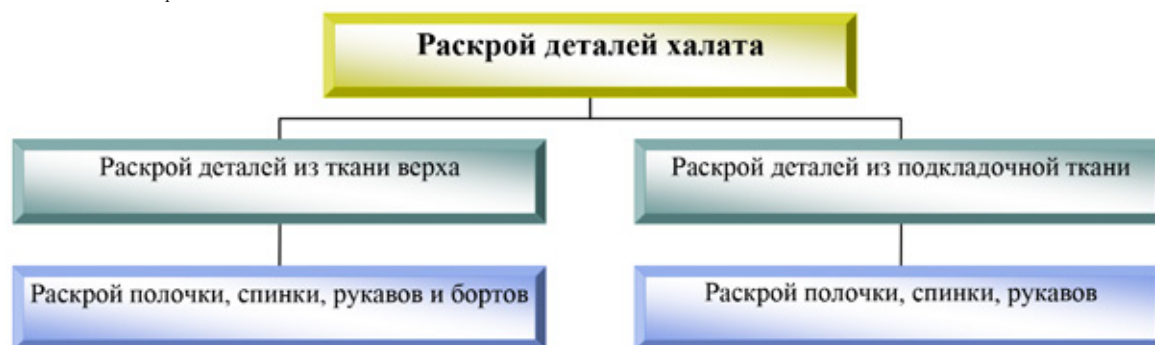 Раскрой деталей халата
Раскрой деталей из ткани верха
Раскрой деталей из подкладочной ткани
Раскрой полочки, спинки, рукавов и бортов
Раскрой полочки, спинки, рукавов